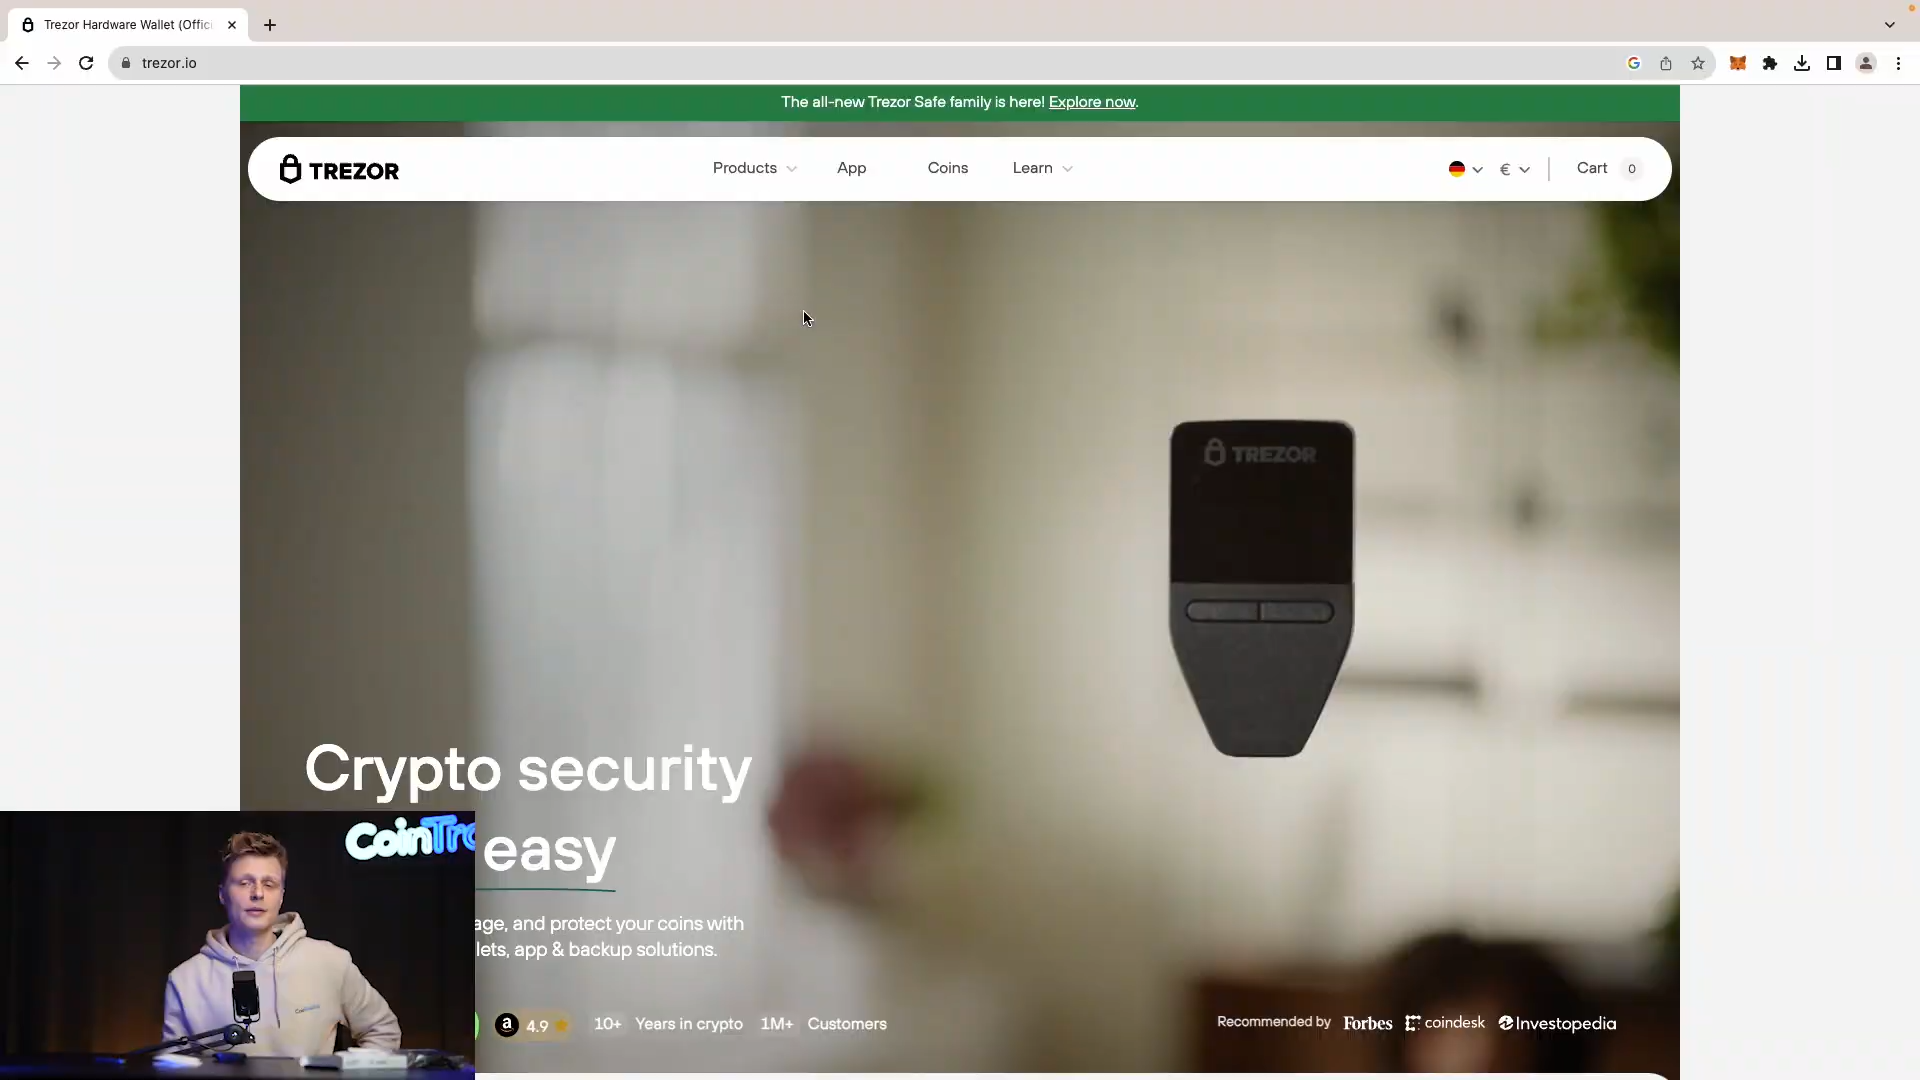 Trezor Hardware Wallet (Offici
trezor.io
The all-new Trezor Safe family is here! Explore now.
TREZOR
Products
App
Coins
Learn
€
Cart
0
TREZOR
Crypto security
easy
age, and protect your coins with
lets, app & backup solutions.
4.9
10+ Years in crypto
1M+ Customers
Recommended by
Forbes
coindesk
Investopedia
CoinTra